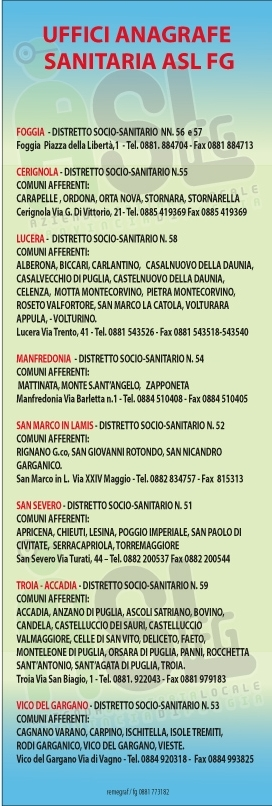 UFFICI ANAGRAFE
SANITARIA ASL FG
FOGGIA - DISTRETTO SOCIO-SANITARIO NN. 56 e 57
Foggia Piazza della Libertà,1 - Tel. 0881. 884704 - Fax 0881 884713
CERIGNOLA - DISTRETTO SOCIO-SANITARIO N.55
COMUNI AFFERENTI:
CARAPELLE , ORDONA, ORTA NOVA, STORNARA, STORNARELLA
Cerignola Via G. Di Vittorio, 21- Tel. 0885 419369 Fax 0885 419369
LUCERA - DISTRETTO SOCIO-SANITARIO N. 58
COMUNI AFFERENTI:
ALBERONA, BICCARI, CARLANTINO, CASALNUOVO DELLA DAUNIA,
CASALVECCHIO DI PUGLIA, CASTELNUOVO DELLA DAUNIA,
CELENZA, MOTTA MONTECORVINO, PIETRA MONTECORVINO,
ROSETO VALFORTORE, SAN MARCO LA CATOLA, VOLTURARA
APPULA, - VOLTURINO.
Lucera Via Trento, 41 - Tel. 0881 543526 - Fax 0881 543518-543540
MANFREDONIA - DISTRETTO SOCIO-SANITARIO N. 54
COMUNI AFFERENTI:
MATTINATA, MONTE S.ANT'ANGELO, ZAPPONETA
Manfredonia Via Barletta n.1 - Tel. 0884 510408 - Fax 0884 510405
SAN MARCO IN LAMIS - DISTRETTO SOCIO-SANITARIO N. 52
COMUNI AFFERENTI:
RIGNANO G.co, SAN GIOVANNI ROTONDO, SAN NICANDRO
GARGANICO.
San Marco in L. Via XXIV Maggio - Tel. 0882 834757 - Fax 815313
SAN SEVERO - DISTRETTO SOCIO-SANITARIO N. 51
COMUNI AFFERENTI:
APRICENA, CHIEUTI, LESINA, POGGIO IMPERIALE, SAN PAOLO DI
CIVITATE, SERRACAPRIOLA, TORREMAGGIORE
San Severo Via Turati, 44 – Tel. 0882 200537 Fax 0882 200544
TROIA - ACCADIA - DISTRETTO SOCIO-SANITARIO N. 59
COMUNI AFFERENTI:
ACCADIA, ANZANO DI PUGLIA, ASCOLI SATRIANO, BOVINO,
CANDELA, CASTELLUCCIO DEI SAURI, CASTELLUCCIO
VALMAGGIORE, CELLE DI SAN VITO, DELICETO, FAETO,
MONTELEONE DI PUGLIA, ORSARA DI PUGLIA, PANNI, ROCCHETTA
SANT'ANTONIO, SANT'AGATA DI PUGLIA, TROIA.
Troia Via San Biagio, 1 - Tel. 0881. 922043 - Fax 0881 979183
VICO DEL GARGANO - DISTRETTO SOCIO-SANITARIO N. 53
COMUNI AFFERENTI:
CAGNANO VARANO, CARPINO, ISCHITELLA, ISOLE TREMITI,
RODI GARGANICO, VICO DEL GARGANO, VIESTE.
Vico del Gargano Via di Vagno - Tel. 0884 920318 - Fax 0884 993825
remegraf / fg 0881 773182